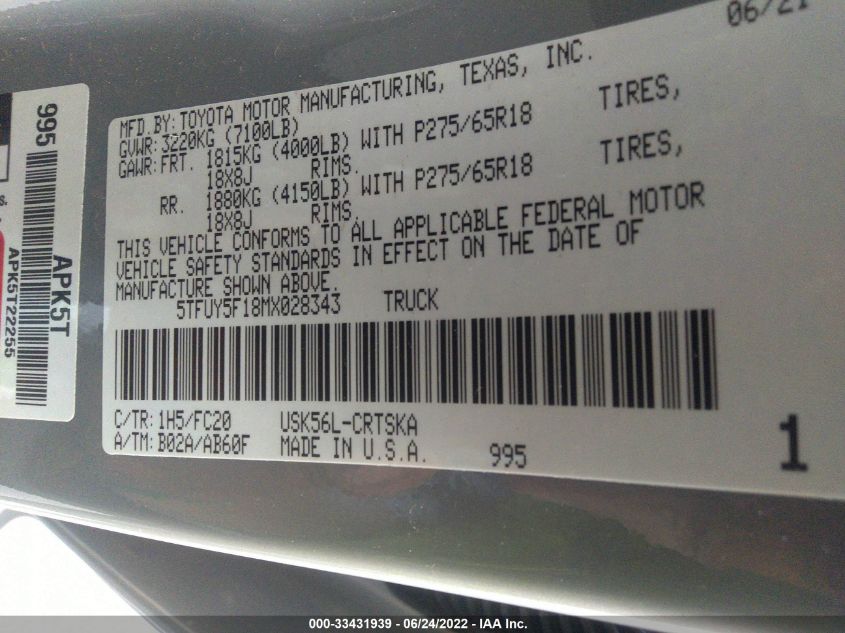 06/21
MFD.BY: TOYOTA MOTOR MANUFACTURING, TEXAS, INC.
GVWR: 3220KG (7100LB)
GAWR: FRT. 1815KG (4000LB) WITH P275/65R18 TIRES,
18X8J RIMS.
RR. 1880KG (4150LB) WITH P275/65R18 TIRES,
18X8J RIMS.
THIS VEHICLE CONFORMS TO ALL APPLICABLE FEDERAL MOTOR
VEHICLE SAFETY STANDARDS IN EFFECT ON THE DATE OF
MANUFACTURE SHOWN ABOVE.
5TFUY5F18MX028343 TRUCK
C/TR: 1H5/FC20 USK56L-CRTSKA
A/TM: B02A/AB60F MADE IN U.S.A. 995
1
995
APK5T
APK5T22255
000-33431939 - 06/24/2022 - IAA Inc.